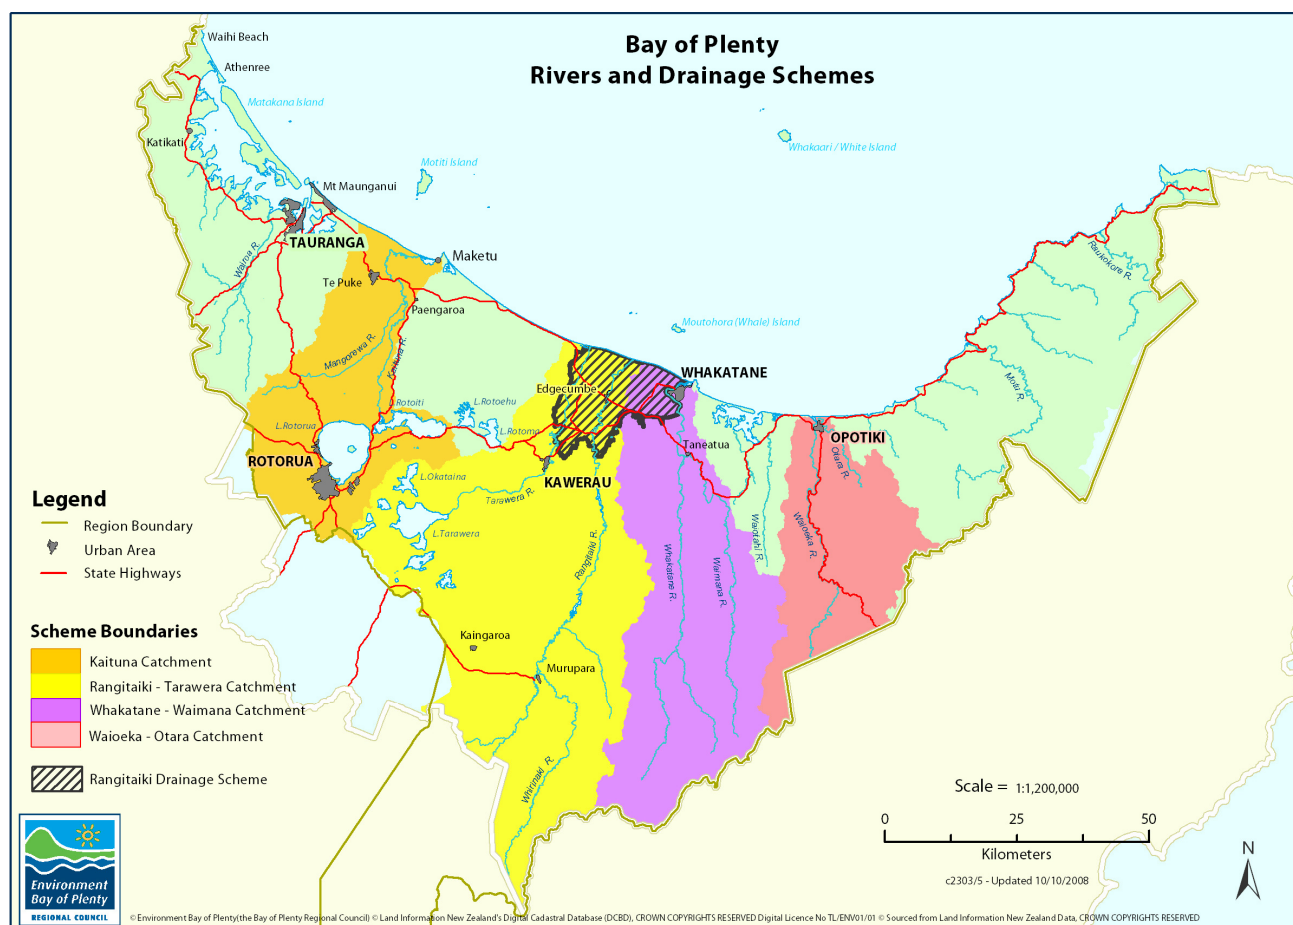 Bay of Plenty
Rivers and Drainage Schemes
Waihi Beach
Athenree
Matakana Island
Katikati
Motiti Island
Whakaari / White Island
Mt Maunganui
TAURANGA
Wairoa R.
Maketu
Te Puke
Paengaroa
Raukokore R.
Moutohora (Whale) Island
Mangorewa R.
Kaituna R.
WHAKATANE
Edgecumbe
Motu R.
L.Rotoiti
L.Rotoehu
L.Rotorua
L.Rotoma
Taneatua
OPOTIKI
Otara R.
ROTORUA
L.Okataina
KAWERAU
Tarawera R.
L.Tarawera
Rangitaiki R.
Whakatane R.
Waimana R.
Waiotahi R.
Waioeka R.
Kaingaroa
Murupara
Whirinaki R.
Legend
Region Boundary
Urban Area
State Highways
Scheme Boundaries
Kaituna Catchment
Rangitaiki - Tarawera Catchment
Whakatane - Waimana Catchment
Waioeka - Otara Catchment
Rangitaiki Drainage Scheme
Scale = 1:1,200,000
0 25 50
Kilometers
c2303/5 - Updated 10/10/2008
N
Environment
Bay of Plenty
REGIONAL COUNCIL
© Environment Bay of Plenty(the Bay of Plenty Regional Council) © Land Information New Zealand's Digital Cadastral Database (DCBD), CROWN COPYRIGHTS RESERVED Digital Licence No TL/ENV01/01 © Sourced from Land Information New Zealand Data, CROWN COPYRIGHTS RESERVED